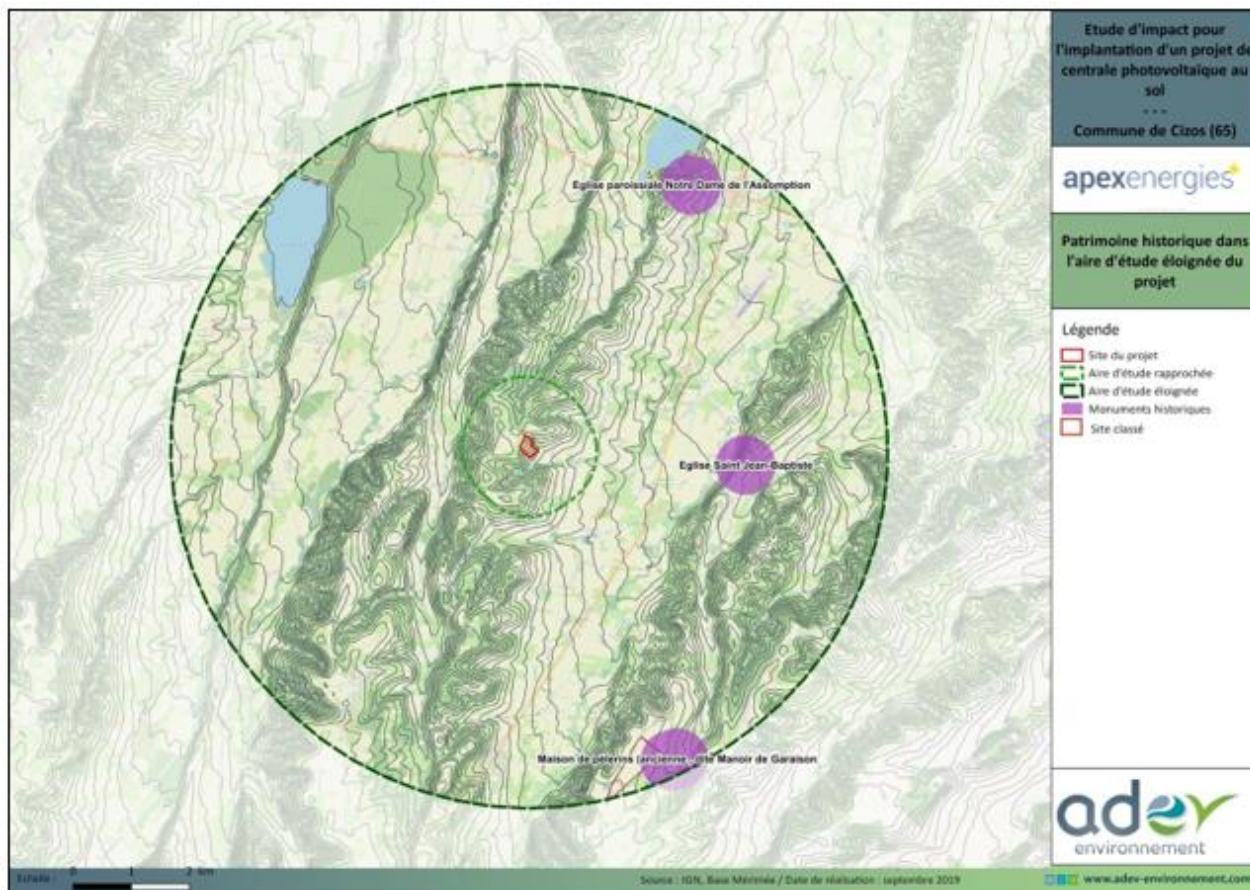 Etude d'impact pour
l'implantation d'un projet de
centrale photovoltaïque au
sol
- - -
Commune de Cizos (65)
apexenergies
Patrimoine historique dans
l'aire d'étude éloignée du
projet
Légende
Site du projet
Aire d'étude rapprochée
Aire d'étude éloignée
Monuments historiques
Site classé
Eglise paroissiale Notre Dame de l'Assomption
Eglise Saint Jean-Baptiste
Maison de pèlerins (ancienne), dite Manoir de Garaison
adev
environnement
Echelle :
0 1 2 km
Source : IGN, Base Mérimée / Date de réalisation : septembre 2019
www.adev-environnement.com